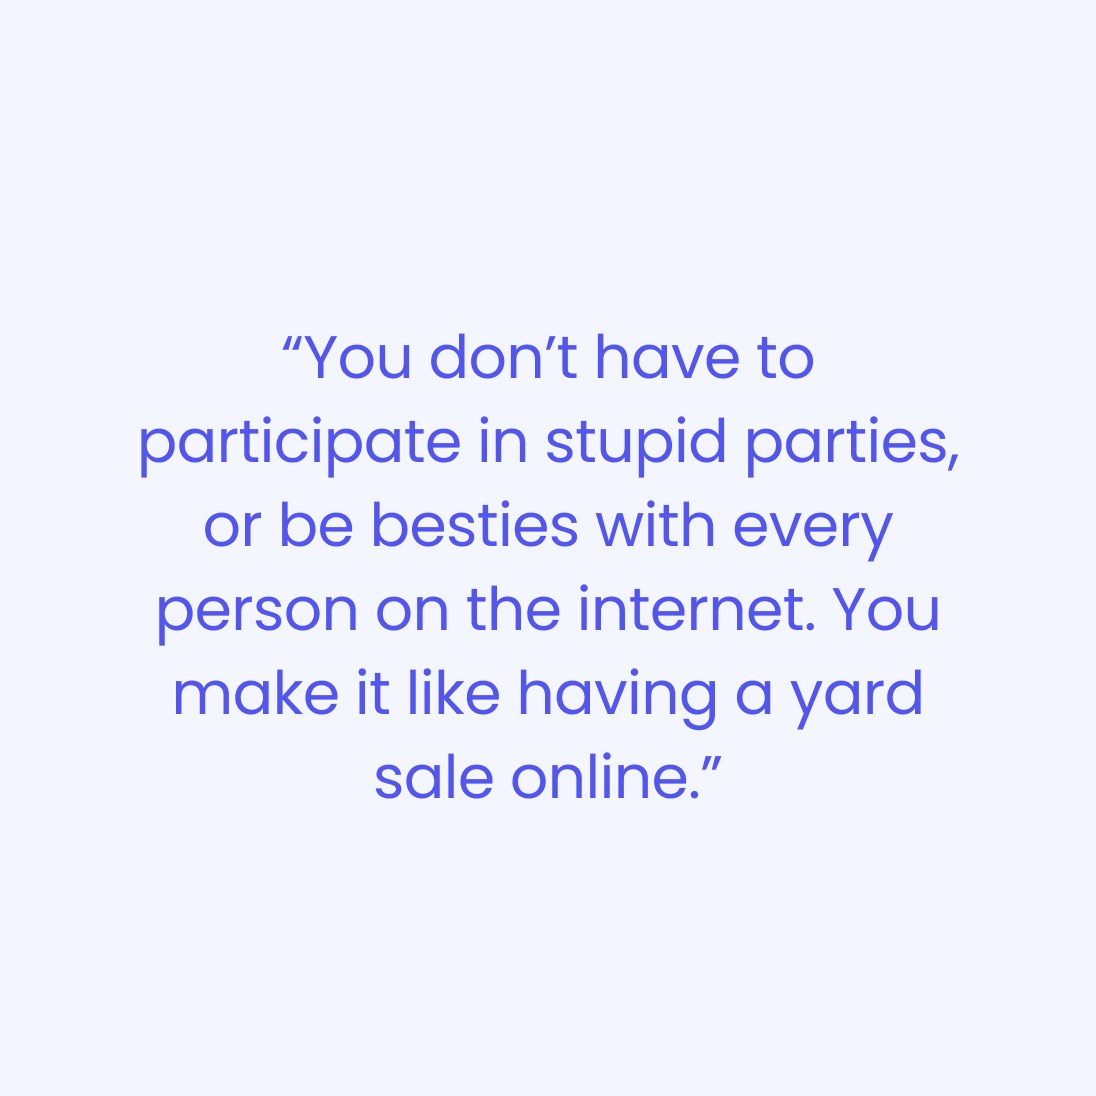 “You don’t have to
participate in stupid parties,
or be besties with every
person on the internet. You
make it like having a yard
sale online.”